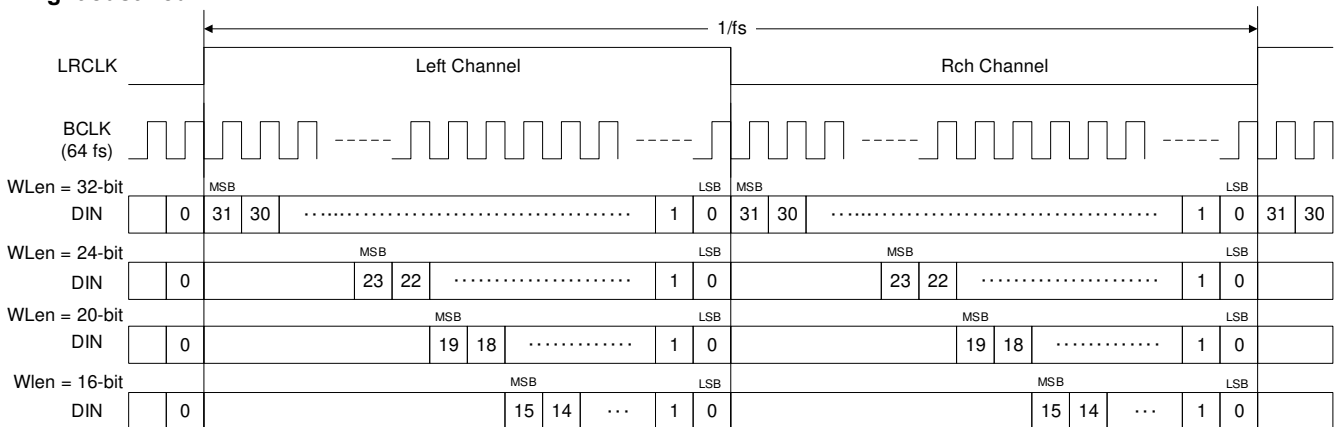 1/fs
LRCLK Left Channel Rch Channel
BCLK
(64 fs)
WLen = 32-bit MSB LSB MSB LSB
DIN 0 31 30 ........................................ 1 0 31 30 ........................................ 1 0 31 30
WLen = 24-bit MSB LSB MSB LSB
DIN 0 23 22 ...................... 1 0 23 22 ...................... 1 0
WLen = 20-bit MSB LSB MSB LSB
DIN 0 19 18 ............. 1 0 19 18 ............. 1 0
Wlen = 16-bit MSB LSB MSB LSB
DIN 0 15 14 ... 1 0 15 14 ... 1 0